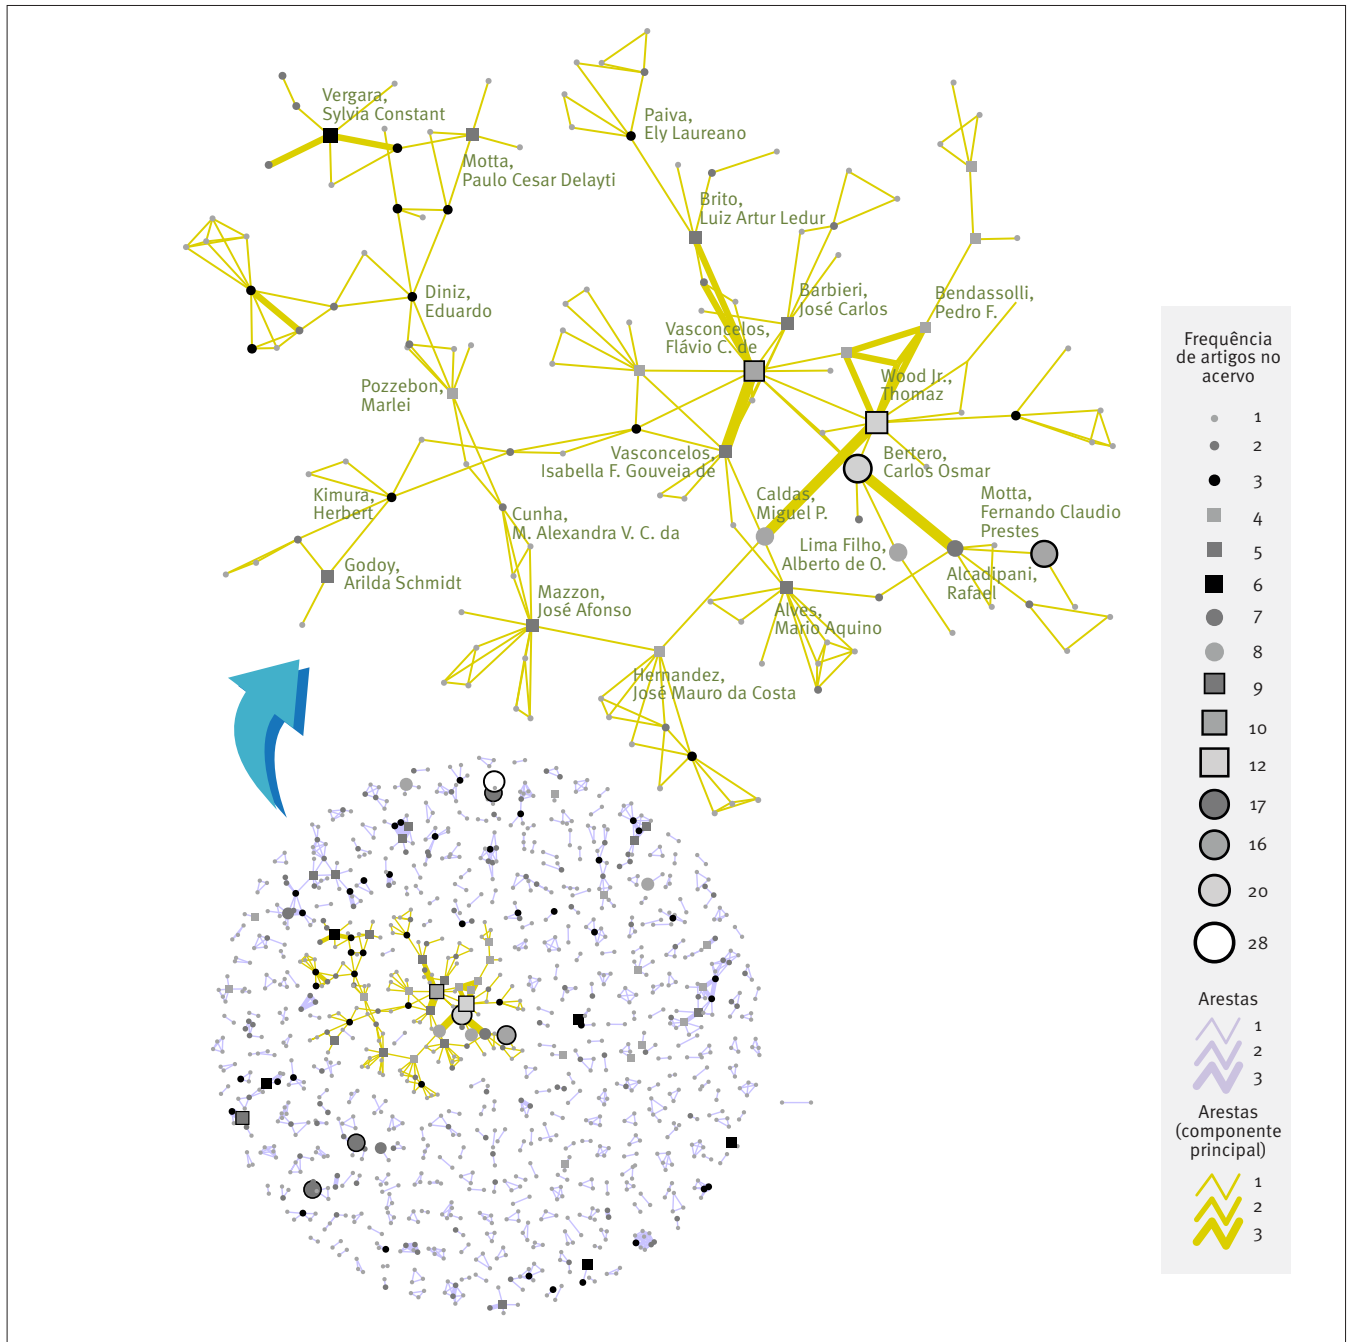 Vergara,
Sylvia Constant
Motta,
Paulo Cesar Delayti
Paiva,
Ely Laureano
Brito,
Luiz Artur Ledur
Diniz,
Eduardo
Barbieri,
José Carlos
Bendassolli,
Pedro F.
Vasconcelos,
Flávio C. de
Wood Jr.,
Thomaz
Pozzebon,
Marlei
Vasconcelos,
Isabella F. Gouveia de
Bertero,
Carlos Osmar
Kimura,
Herbert
Cunha,
M. Alexandra V. C. da
Caldas,
Miguel P.
Motta,
Fernando Claudio
Prestes
Lima Filho,
Alberto de O.
Godoy,
Arilda Schmidt
Alcadipani,
Rafael
Mazzon,
José Afonso
Alves,
Mario Aquino
Hernandez,
José Mauro da Costa
Frequência
de artigos no
acervo
1
2
3
4
5
6
7
8
9
10
12
17
16
20
28
Arestas
1
2
3
Arestas
(componente
principal)
1
2
3